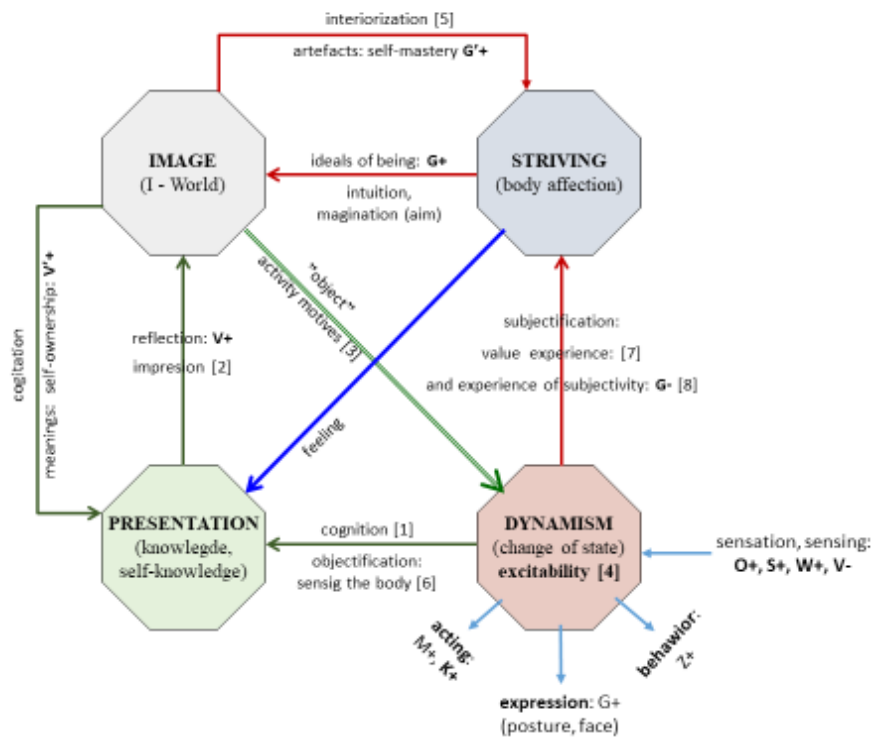 interiorization [5]
artefacts: self-mastery G'+
IMAGE
(I - World)
ideals of being: G+
intuition,
magination (aim)
STRIVING
(body affection)
"object"
activity motives [3]
reflection: V+
impresion [2]
subjectification:
value experience: [7]
and experience of subjectivity: G- [8]
cogitation
meanings: self-ownership: V'+
feeling
PRESENTATION
(knowlegde,
self-knowledge)
cognition [1]
objectification:
sensig the body [6]
DYNAMISM
(change of state)
excitability [4]
sensation, sensing:
O+, S+, W+, V-
acting:
M+, K+
behavior:
Z+
expression: G+
(posture, face)